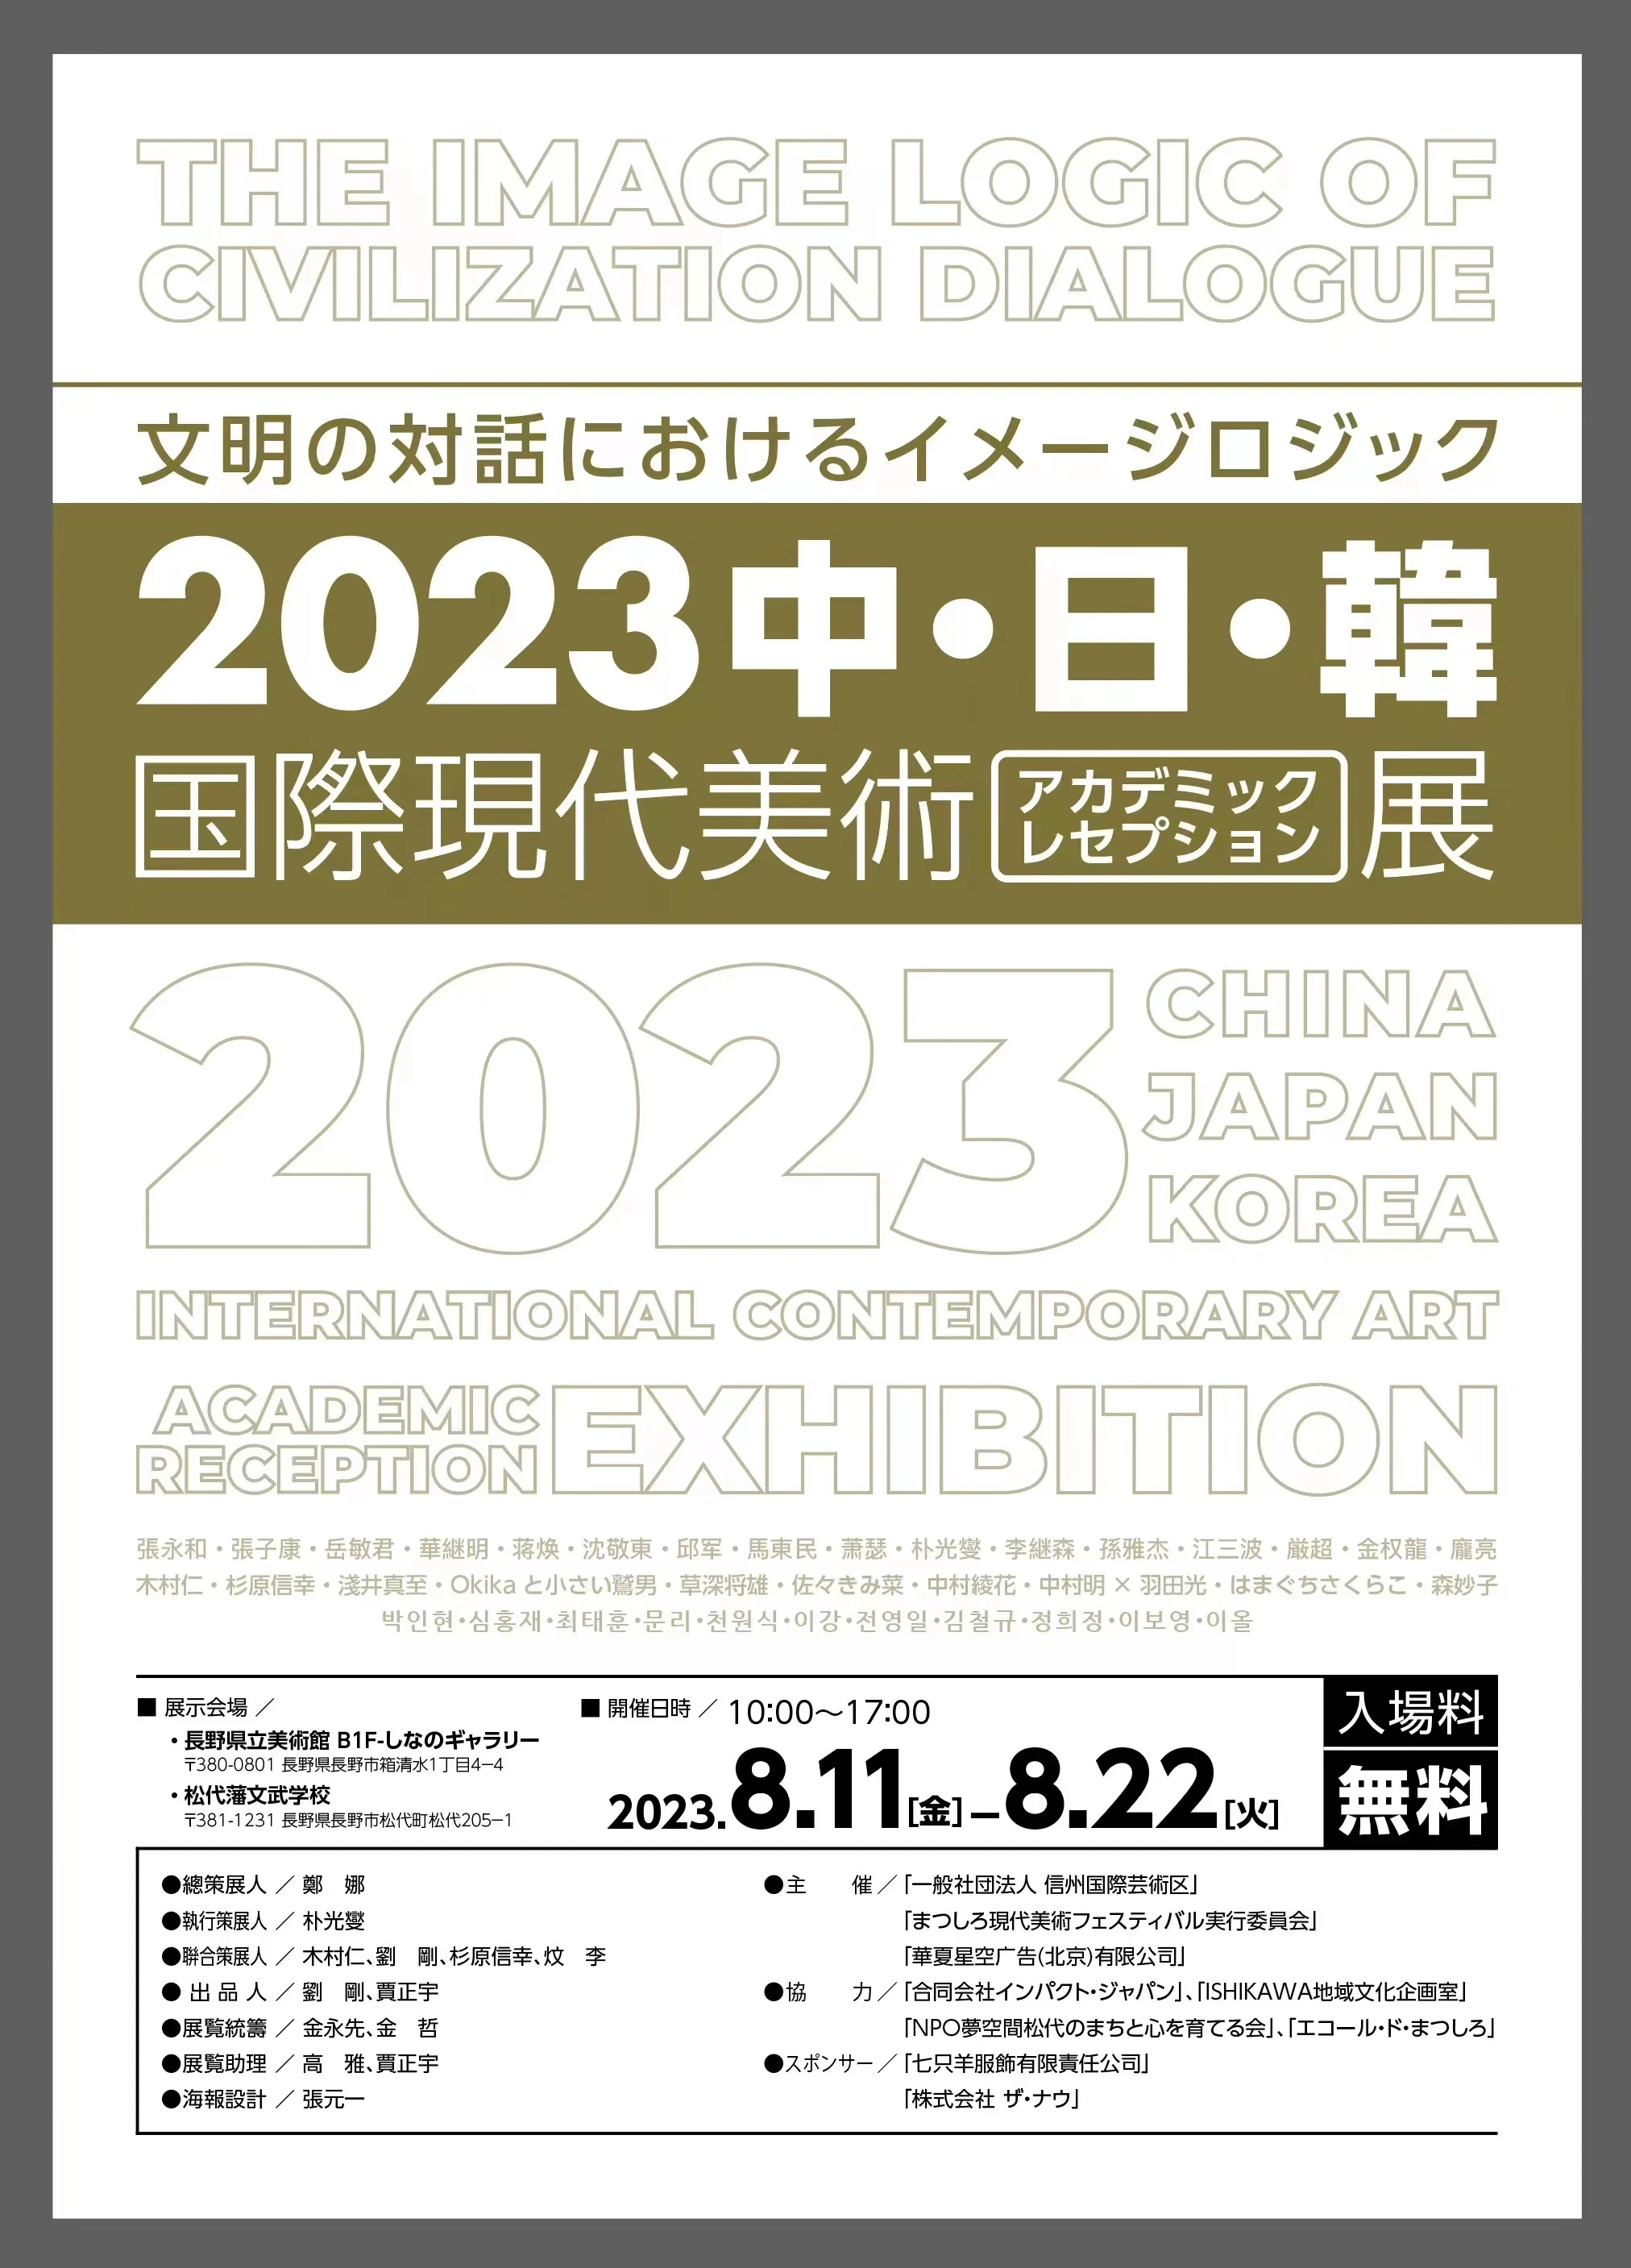 THE IMAGE LOGIC OF
CIVILIZATION DIALOGUE
文明の対話におけるイメージロジック
2023中・日・韓
国際現代美術 アカデミックレセプション 展
2023 CHINA
JAPAN
KOREA
INTERNATIONAL CONTEMPORARY ART
ACADEMIC RECEPTION EXHIBITION
張永和・張子康・岳敏君・華継明・蒋焕・沈敬東・邱军・馬東民・萧瑟・朴光燮・李継森・孫雅杰・江三波・厳超・金权龍・龐亮
木村仁・杉原信幸・淺井真至・Okika と小さい鷲男・草深将雄・佐々きみ菜・中村綾花・中村明 × 羽田光・はまぐちさくらこ・森妙子
박인현・심홍재・최태훈・문리・천원식・이강・전영일・김철규・정희정・이보영・이올
■ 展示会場 ／
・長野県立美術館 B1F-しなのギャラリー
〒380-0801 長野県長野市箱清水1丁目4−4
・松代藩文武学校
〒381-1231 長野県長野市松代町松代205−1
■ 開催日時 ／ 10:00〜17:00
2023.8.11[金]–8.22[火]
入場料
無料
●總策展人 ／ 鄭　娜
●執行策展人 ／ 朴光燮
●聯合策展人 ／ 木村仁、劉　剛、杉原信幸、炆　李
●出品人 ／ 劉　剛、賈正宇
●展覧統籌 ／ 金永先、金　哲
●展覧助理 ／ 高　雅、賈正宇
●海報設計 ／ 張元一
●主　催 ／「一般社団法人 信州国際芸術区」
「まつしろ現代美術フェスティバル実行委員会」
「華夏星空广告(北京)有限公司」
●協　力 ／「合同会社インパクト・ジャパン」、「ISHIKAWA地域文化企画室」
「NPO夢空間松代のまちと心を育てる会」、「エコール・ド・まつしろ」
●スポンサー ／「七只羊服飾有限責任公司」
「株式会社 ザ・ナウ」